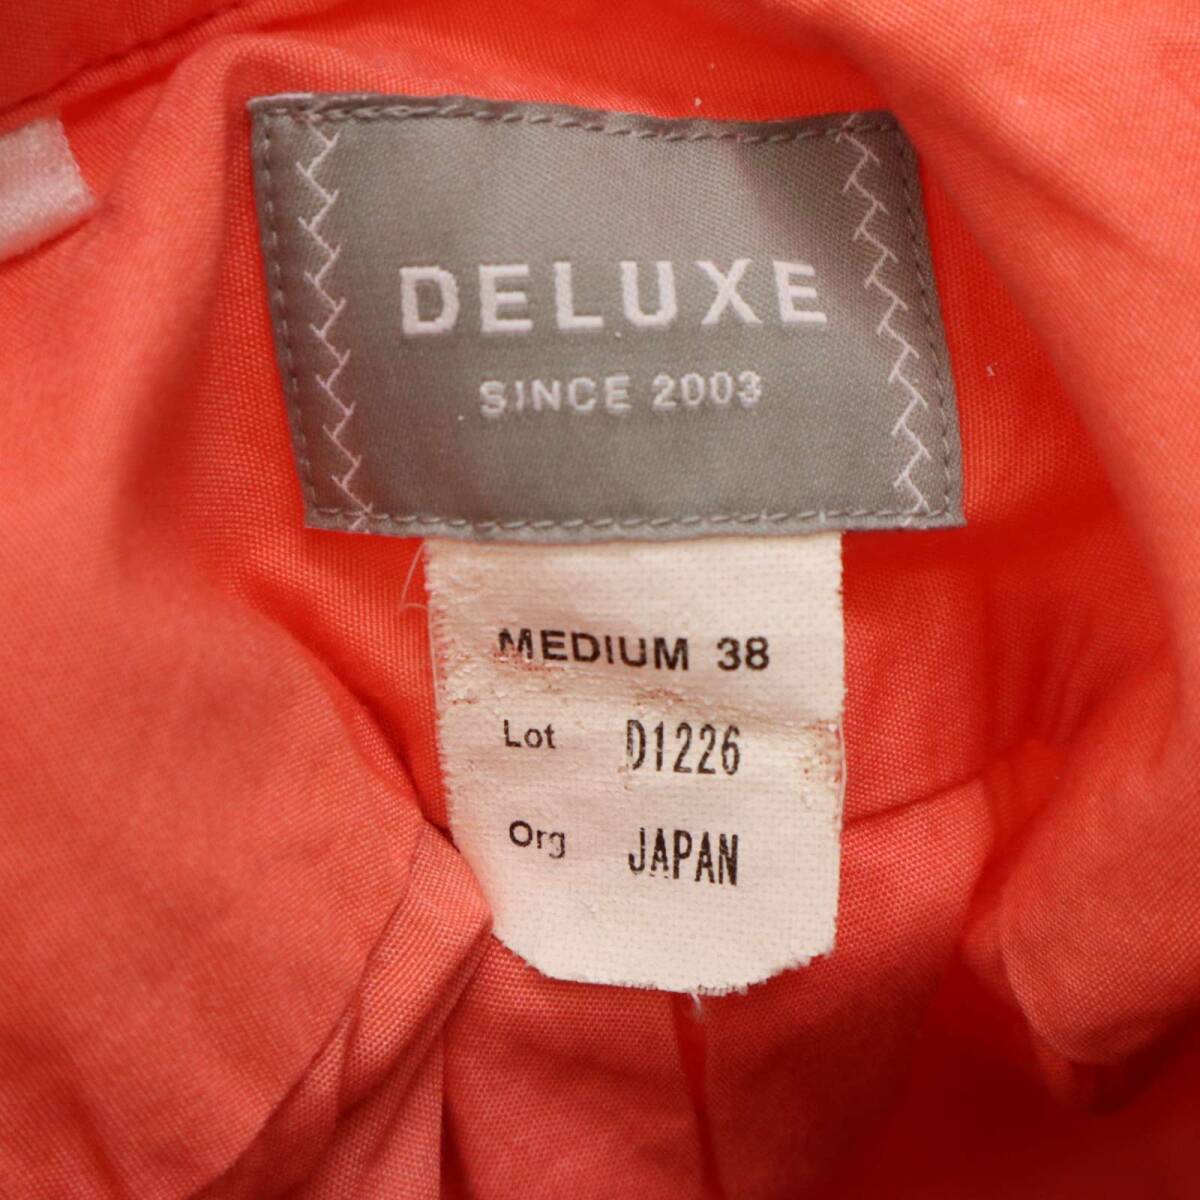 DELUXE
SINCE 2003
MEDIUM 38
Lot D1226
Org JAPAN